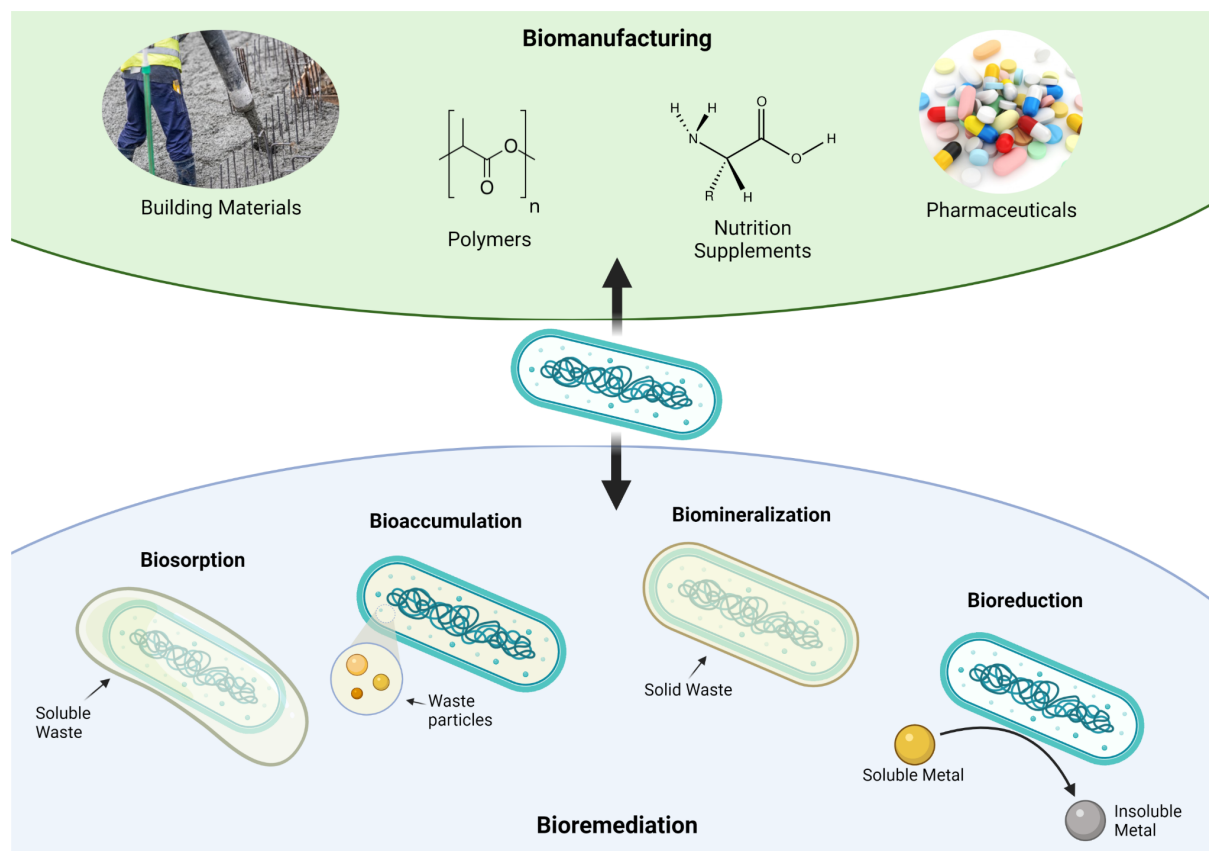 Biomanufacturing
Building Materials
O
O
n
Polymers
H
H
N
O
O
H
R
H
Nutrition
Supplements
Pharmaceuticals
Biosorption
Soluble
Waste
Bioaccumulation
Waste
particles
Biomineralization
Solid Waste
Bioreduction
Soluble Metal
Insoluble
Metal
Bioremediation